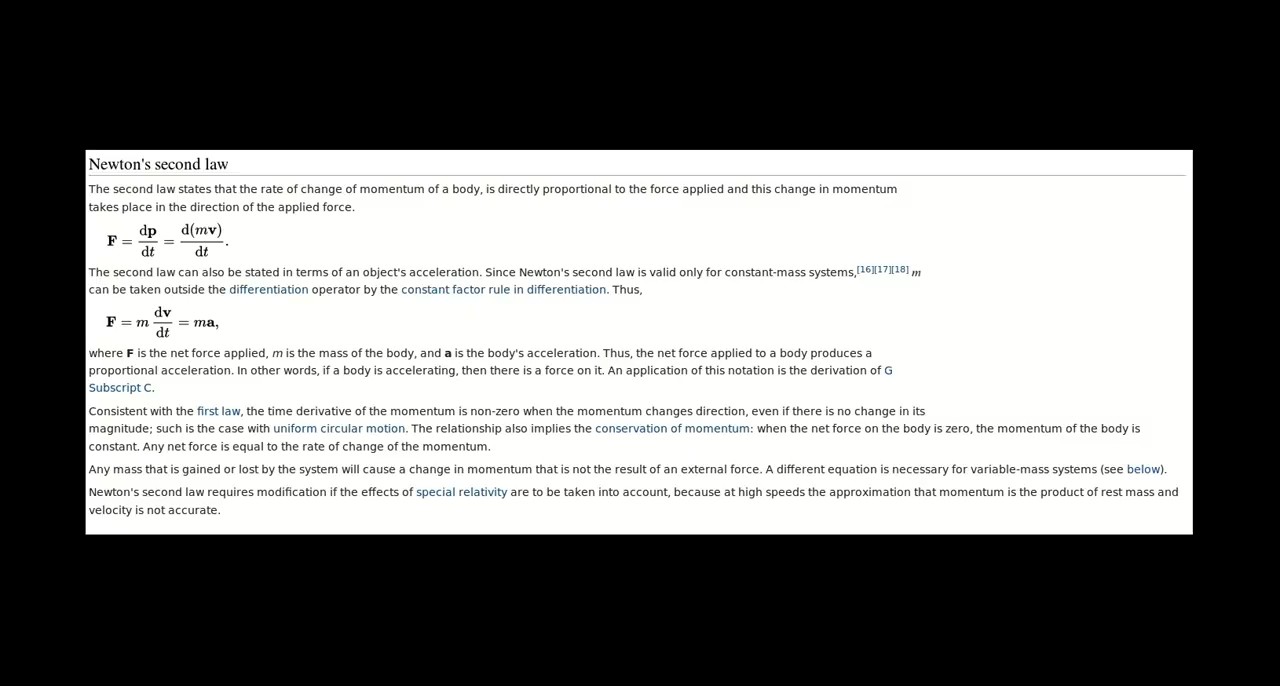 Newton's second law
The second law states that the rate of change of momentum of a body, is directly proportional to the force applied and this change in momentum
takes place in the direction of the applied force.
F = dp/dt = d(mv)/dt.
The second law can also be stated in terms of an object's acceleration. Since Newton's second law is valid only for constant-mass systems,[16][17][18] m
can be taken outside the differentiation operator by the constant factor rule in differentiation. Thus,
F = m dv/dt = ma,
where F is the net force applied, m is the mass of the body, and a is the body's acceleration. Thus, the net force applied to a body produces a
proportional acceleration. In other words, if a body is accelerating, then there is a force on it. An application of this notation is the derivation of G
Subscript C.
Consistent with the first law, the time derivative of the momentum is non-zero when the momentum changes direction, even if there is no change in its
magnitude; such is the case with uniform circular motion. The relationship also implies the conservation of momentum: when the net force on the body is zero, the momentum of the body is
constant. Any net force is equal to the rate of change of the momentum.
Any mass that is gained or lost by the system will cause a change in momentum that is not the result of an external force. A different equation is necessary for variable-mass systems (see below).
Newton's second law requires modification if the effects of special relativity are to be taken into account, because at high speeds the approximation that momentum is the product of rest mass and
velocity is not accurate.